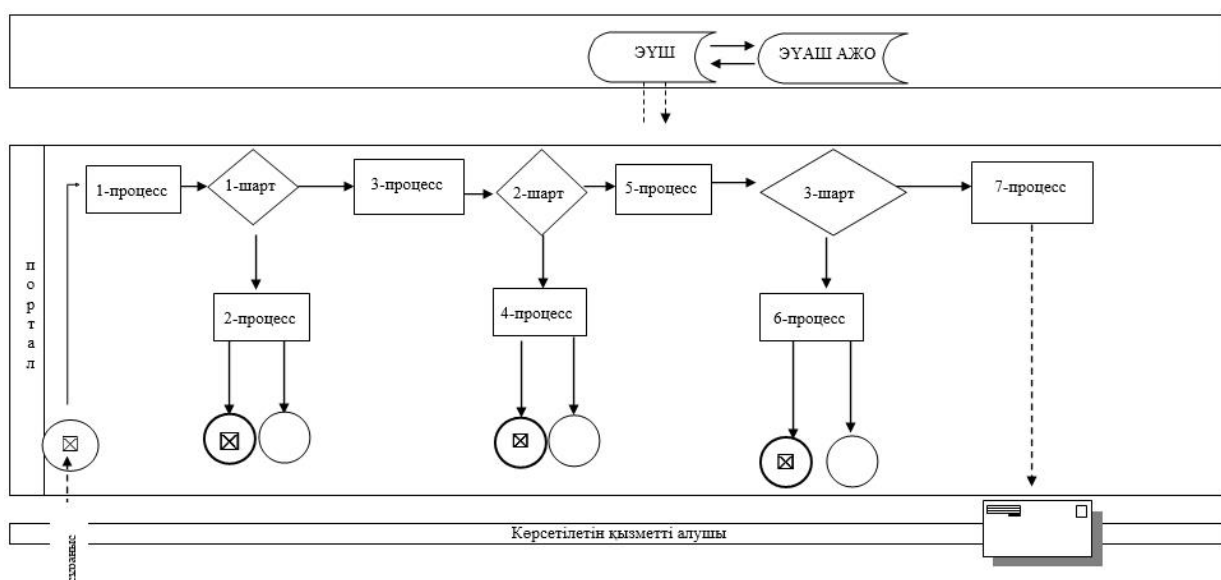 ЭҮШ
ЭҮАШ АЖО
1-процесс
1-шарт
3-процесс
2-шарт
5-процесс
3-шарт
7-процесс
портал
2-процесс
4-процесс
6-процесс
Көрсетілетін қызметті алушы